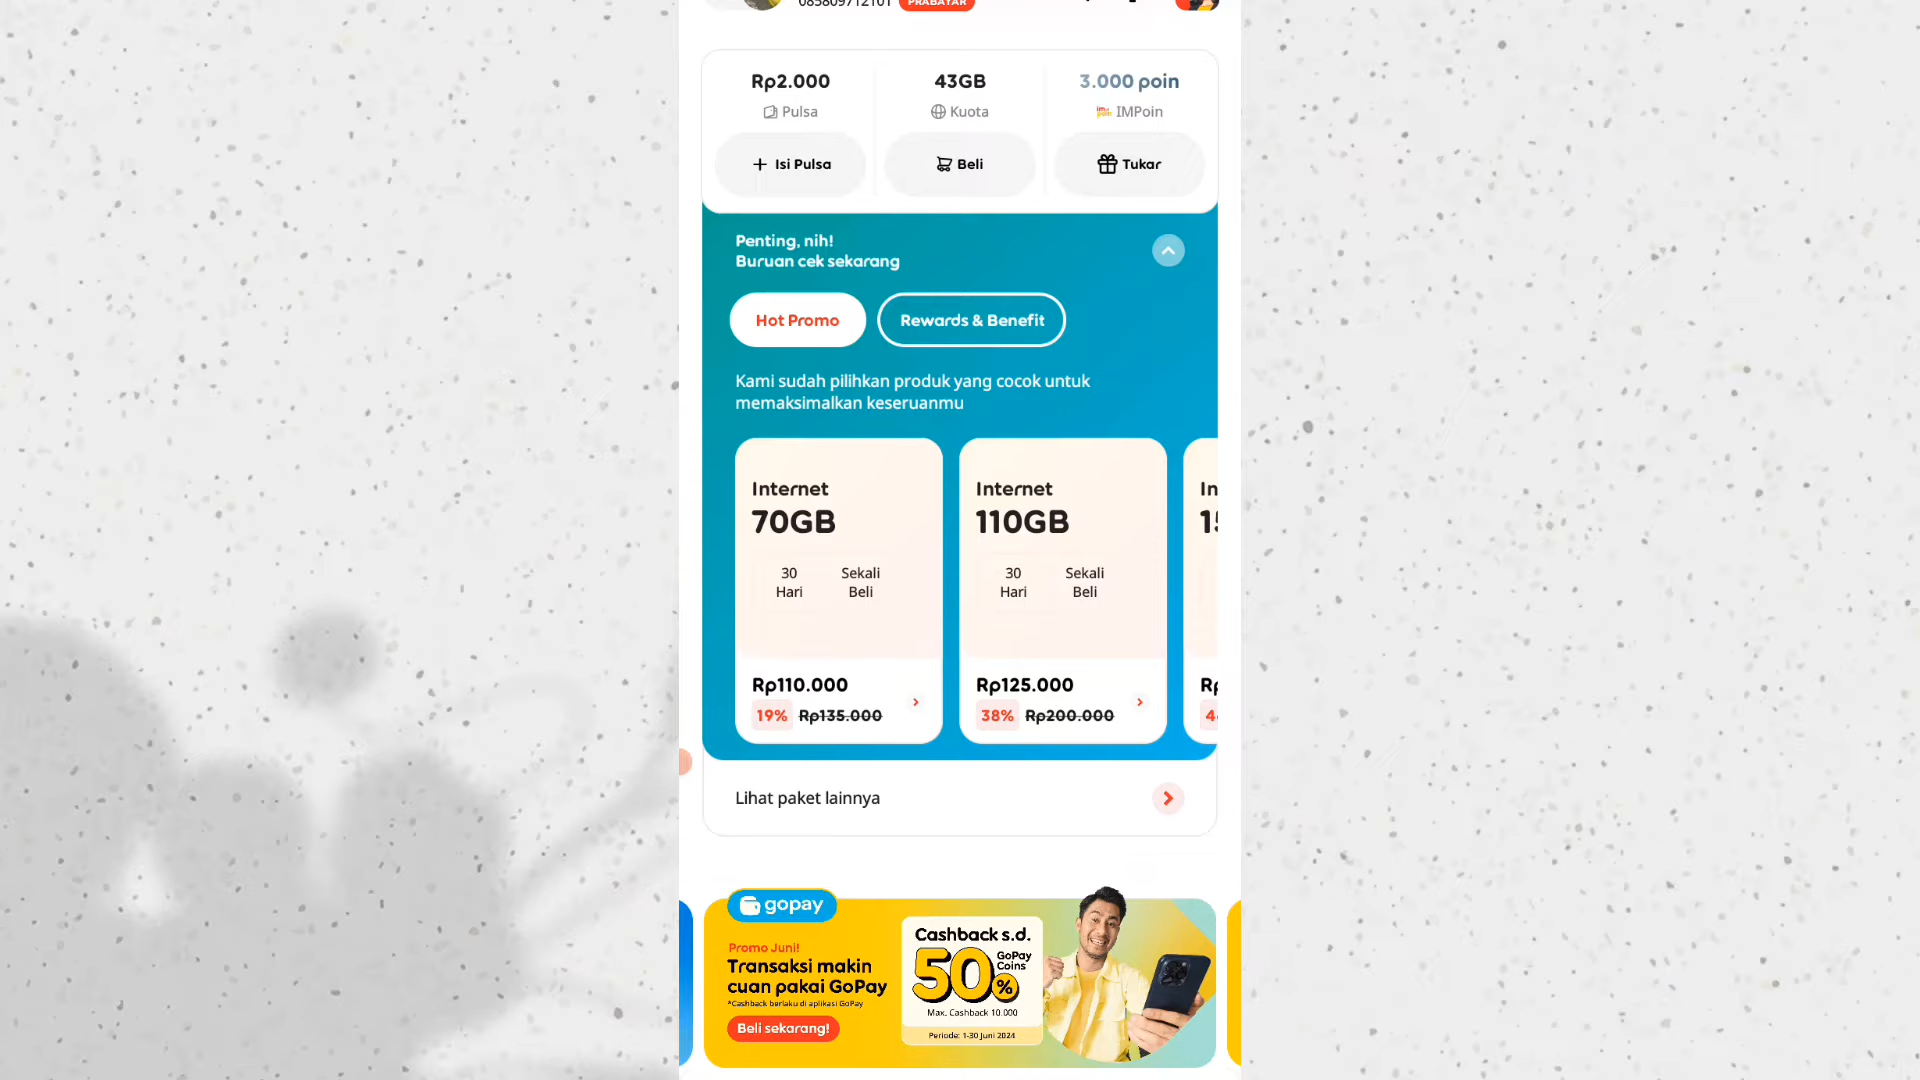 085809712101 PRABAYAR
Rp2.000
Pulsa
+ Isi Pulsa
43GB
Kuota
Beli
3.000 poin
IMPoin
Tukar
Penting, nih!
Buruan cek sekarang
Hot Promo
Rewards & Benefit
Kami sudah pilihkan produk yang cocok untuk
memaksimalkan keseruanmu
Internet
70GB
30
Hari
Sekali
Beli
Rp110.000
19% Rp135.000
Internet
110GB
30
Hari
Sekali
Beli
Rp125.000
38% Rp200.000
Lihat paket lainnya
gopay
Promo Juni!
Transaksi makin
cuan pakai GoPay
*Cashback berlaku di aplikasi GoPay
Beli sekarang!
Cashback s.d.
50%
GoPay
Coins
Max. Cashback 10.000
Periode: 1-30 Juni 2024